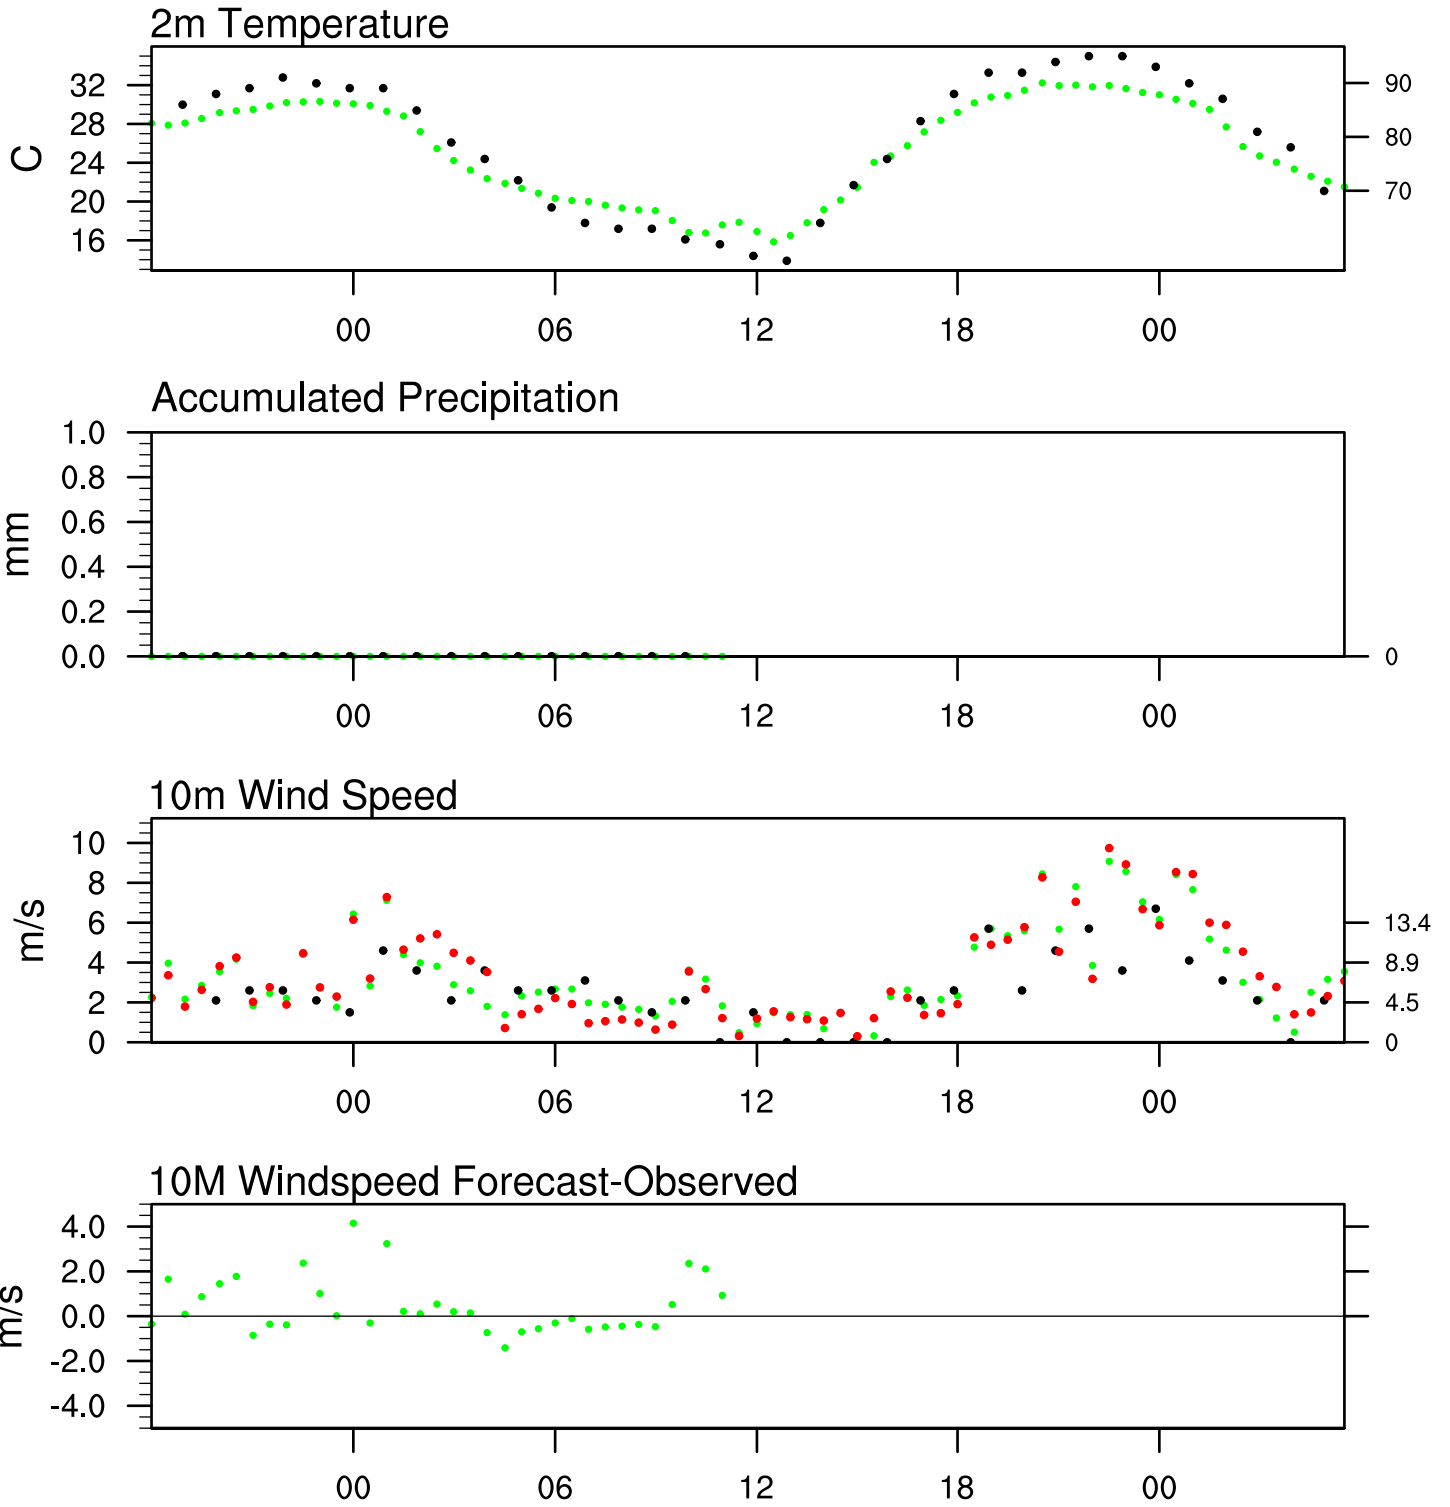 2m Temperature
C
32
28
24
20
16
90
80
70
00 06 12 18 00
Accumulated Precipitation
mm
1.0
0.8
0.6
0.4
0.2
0.0
0
00 06 12 18 00
10m Wind Speed
m/s
10
8
6
4
2
0
13.4
8.9
4.5
0
00 06 12 18 00
10M Windspeed Forecast-Observed
m/s
4.0
2.0
0.0
-2.0
-4.0
00 06 12 18 00